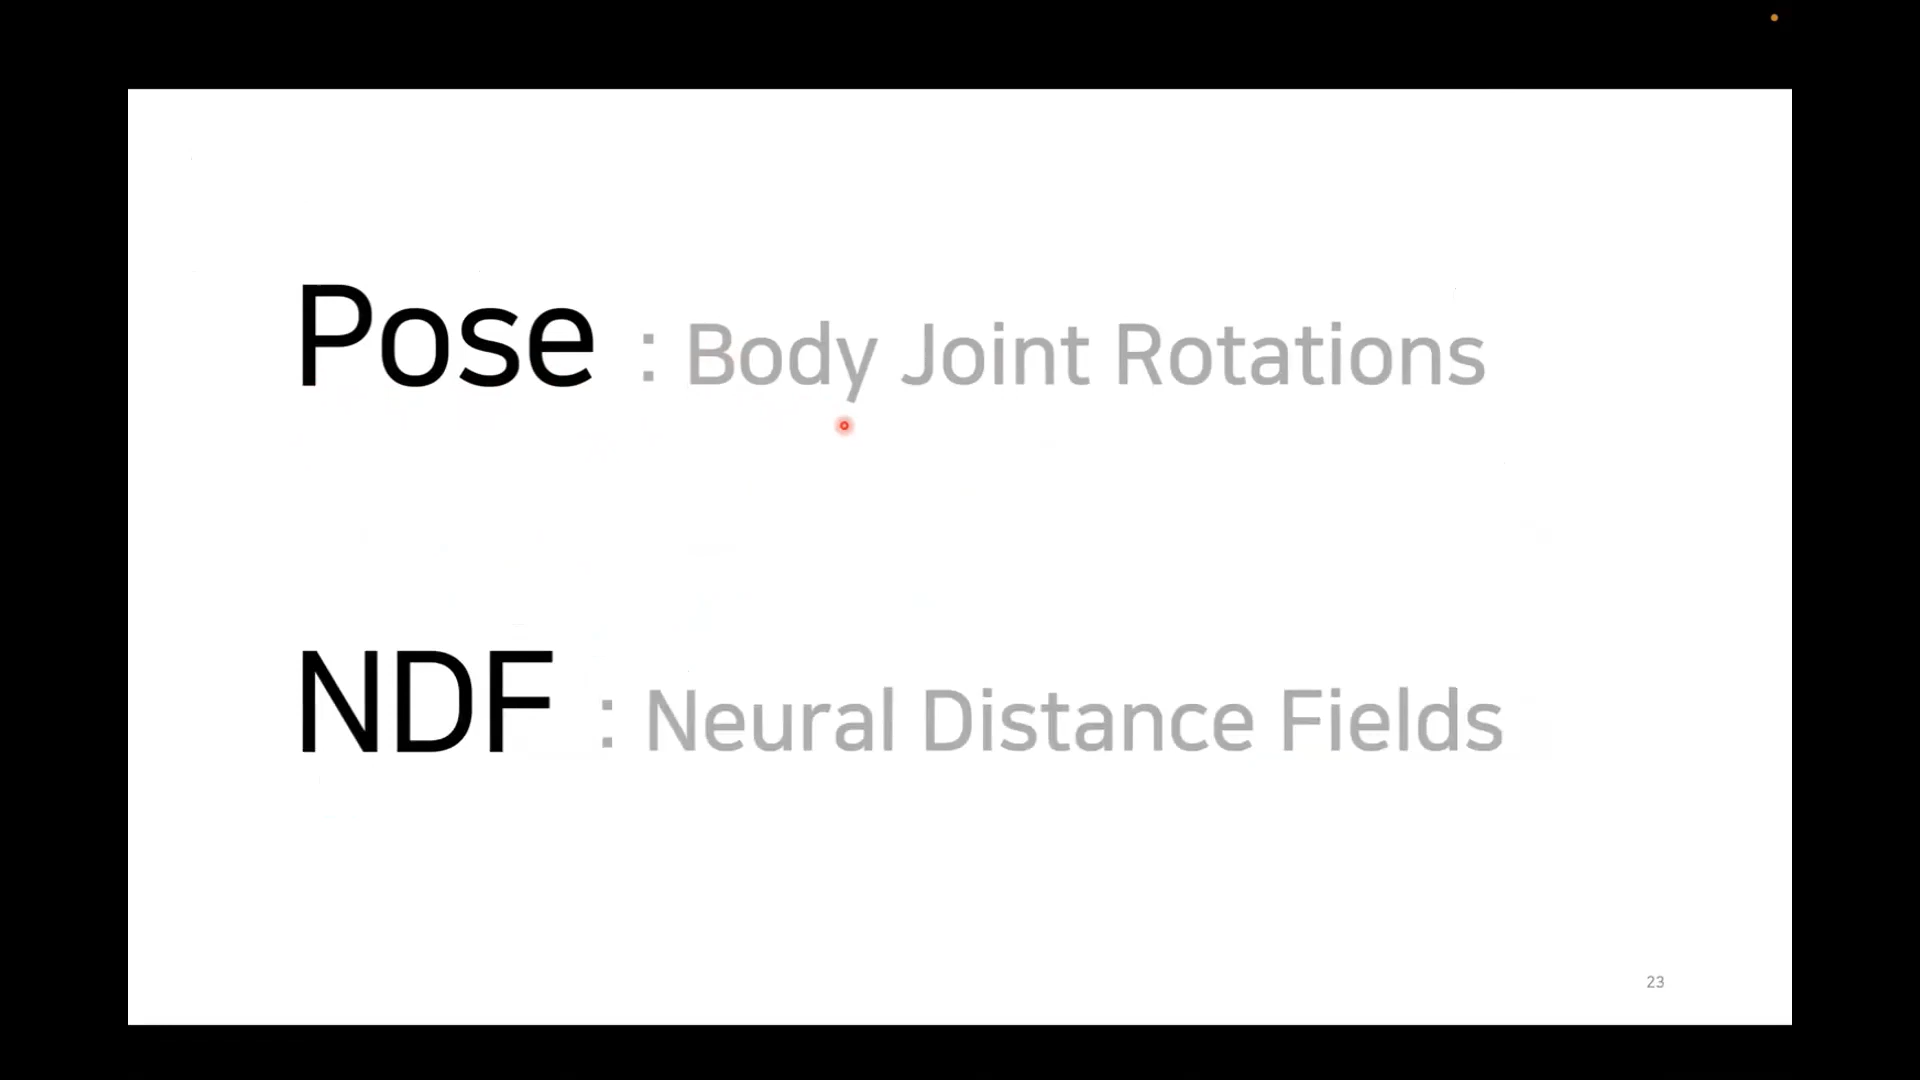 Pose : Body Joint Rotations
NDF : Neural Distance Fields
23